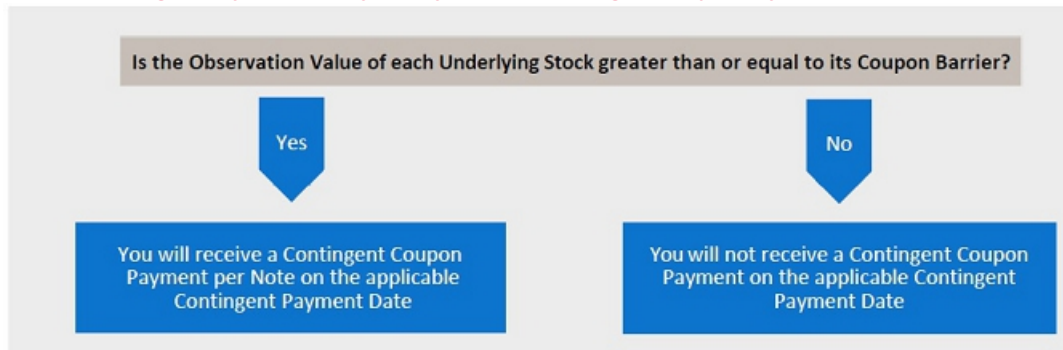 Is the Observation Value of each Underlying Stock greater than or equal to its Coupon Barrier?
Yes
No
You will receive a Contingent Coupon
Payment per Note on the applicable
Contingent Payment Date
You will not receive a Contingent Coupon
Payment on the applicable Contingent
Payment Date